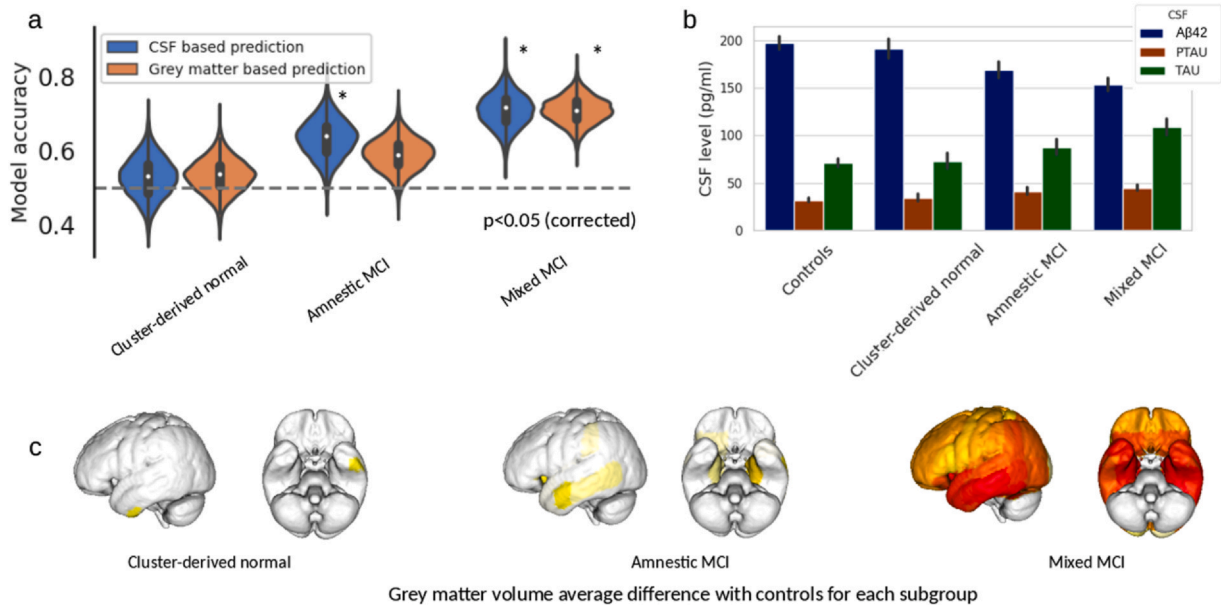 a
CSF based prediction
Grey matter based prediction
Model accuracy
0.8
0.6
0.4
*
*
*
p<0.05 (corrected)
Cluster-derived normal
Amnestic MCI
Mixed MCI
b
CSF
Aβ42
PTAU
TAU
CSF level (pg/ml)
200
150
100
50
0
Controls
Cluster-derived normal
Amnestic MCI
Mixed MCI
c
Cluster-derived normal
Amnestic MCI
Mixed MCI
Grey matter volume average difference with controls for each subgroup